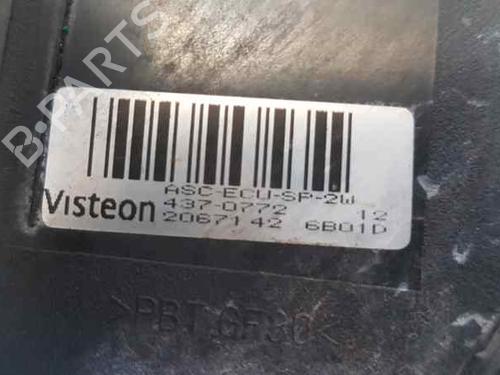 B-PARTS
ASC-ECU-SP-2W
Visteon 437-0772 12
2067142 6B01D
>PBT GF30<